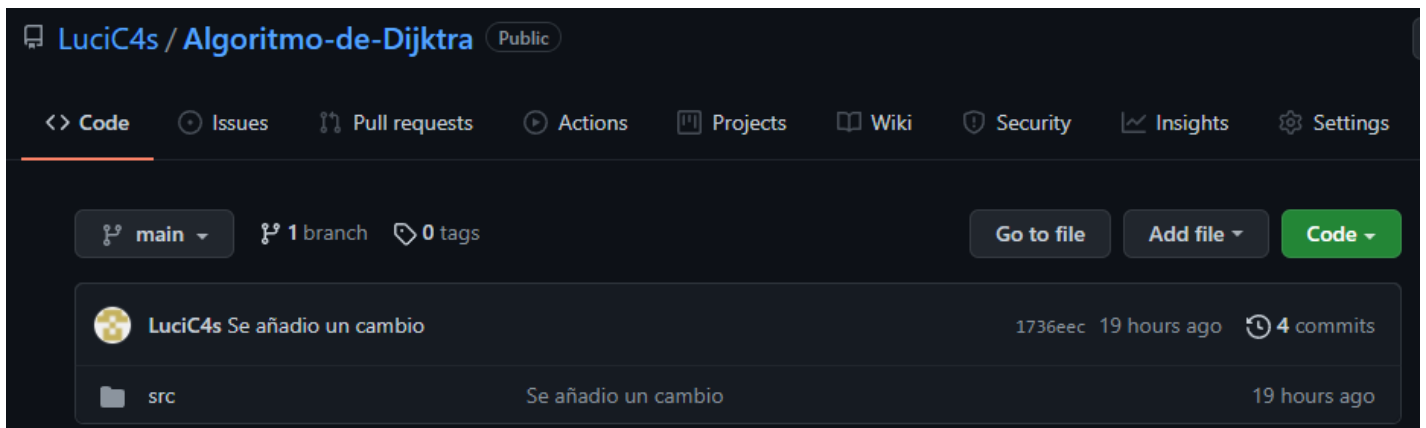 LuciC4s / Algoritmo-de-Dijktra Public
Code Issues Pull requests Actions Projects Wiki Security Insights Settings
main 1 branch 0 tags Go to file Add file Code
LuciC4s Se añadio un cambio 1736eec 19 hours ago 4 commits
src Se añadio un cambio 19 hours ago